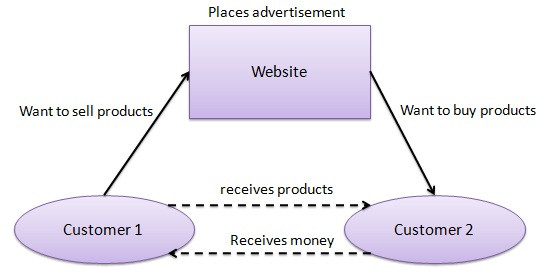 Places advertisement
Website
Want to sell products
Want to buy products
receives products
Customer 1
Customer 2
Receives money